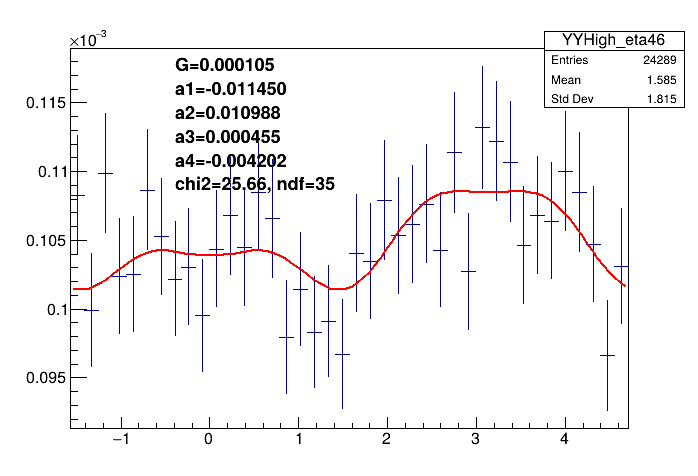 ×10⁻³
YYHigh_eta46
Entries 24289
Mean 1.585
Std Dev 1.815
G=0.000105
a1=-0.011450
a2=0.010988
a3=0.000455
a4=-0.004202
chi2=25.66, ndf=35
0.115
0.11
0.105
0.1
0.095
−1 0 1 2 3 4